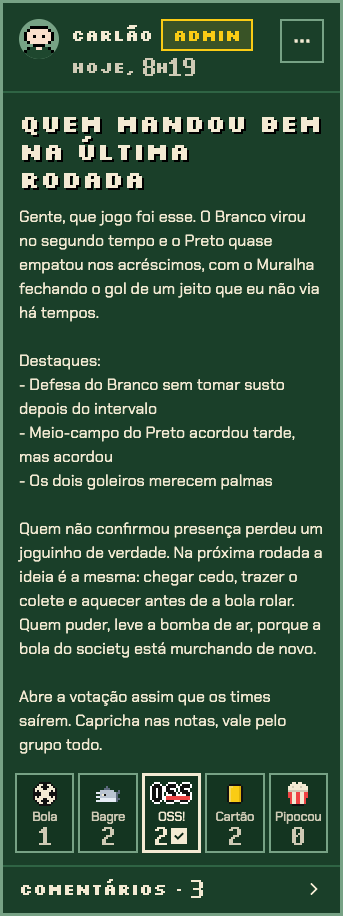 CARLÃO ADMIN
...
HOJE, 8H19
QUEM MANDOU BEM
NA ÚLTIMA
RODADA
Gente, que jogo foi esse. O Branco virou
no segundo tempo e o Preto quase
empatou nos acréscimos, com o Muralha
fechando o gol de um jeito que eu não via
há tempos.
Destaques:
- Defesa do Branco sem tomar susto
depois do intervalo
- Meio-campo do Preto acordou tarde,
mas acordou
- Os dois goleiros merecem palmas
Quem não confirmou presença perdeu um
joguinho de verdade. Na próxima rodada a
ideia é a mesma: chegar cedo, trazer o
colete e aquecer antes de a bola rolar.
Quem puder, leve a bomba de ar, porque a
bola do society está murchando de novo.
Abre a votação assim que os times
saírem. Capricha nas notas, vale pelo
grupo todo.
OSS
Bola Bagre OSS! Cartão Pipocou
1 2 2 2 0
COMENTÁRIOS · 3